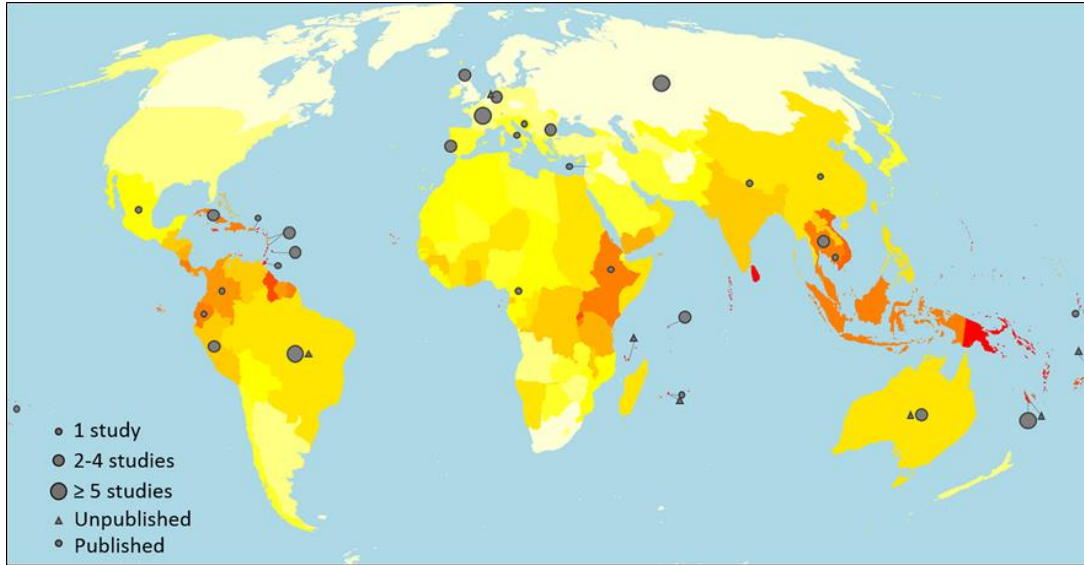 1 study
2-4 studies
≥ 5 studies
Unpublished
Published